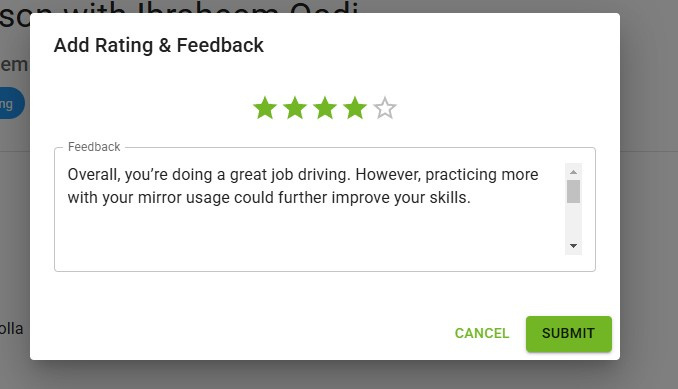 son with Ibraheem Qadi
em
ng
Add Rating & Feedback
Feedback
Overall, you’re doing a great job driving. However, practicing more
with your mirror usage could further improve your skills.
olla
CANCEL
SUBMIT